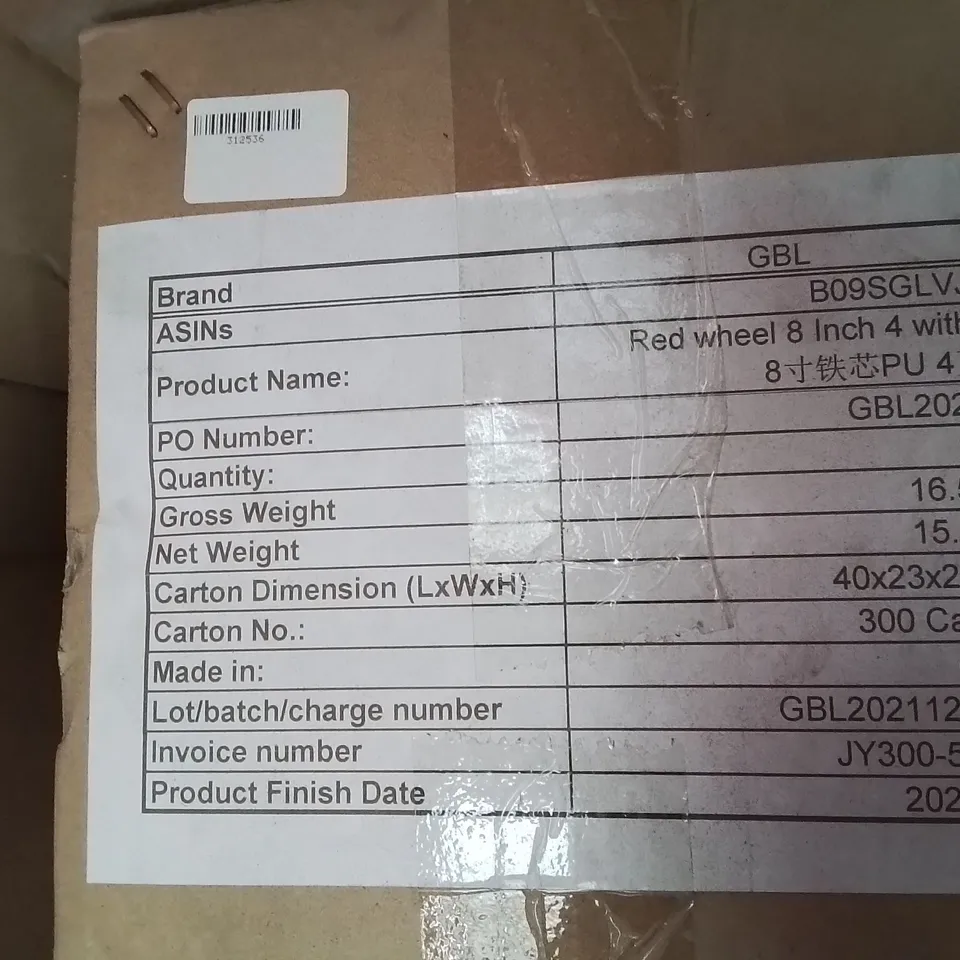 312536
Brand GBL
ASINs B09SGLVJ
Product Name: Red wheel 8 Inch 4 with
8寸铁芯PU 4
PO Number: GBL202
Quantity:
Gross Weight 16.5
Net Weight 15.
Carton Dimension (LxWxH) 40x23x2
Carton No.: 300 Ca
Made in:
Lot/batch/charge number GBL202112
Invoice number JY300-5
Product Finish Date 202